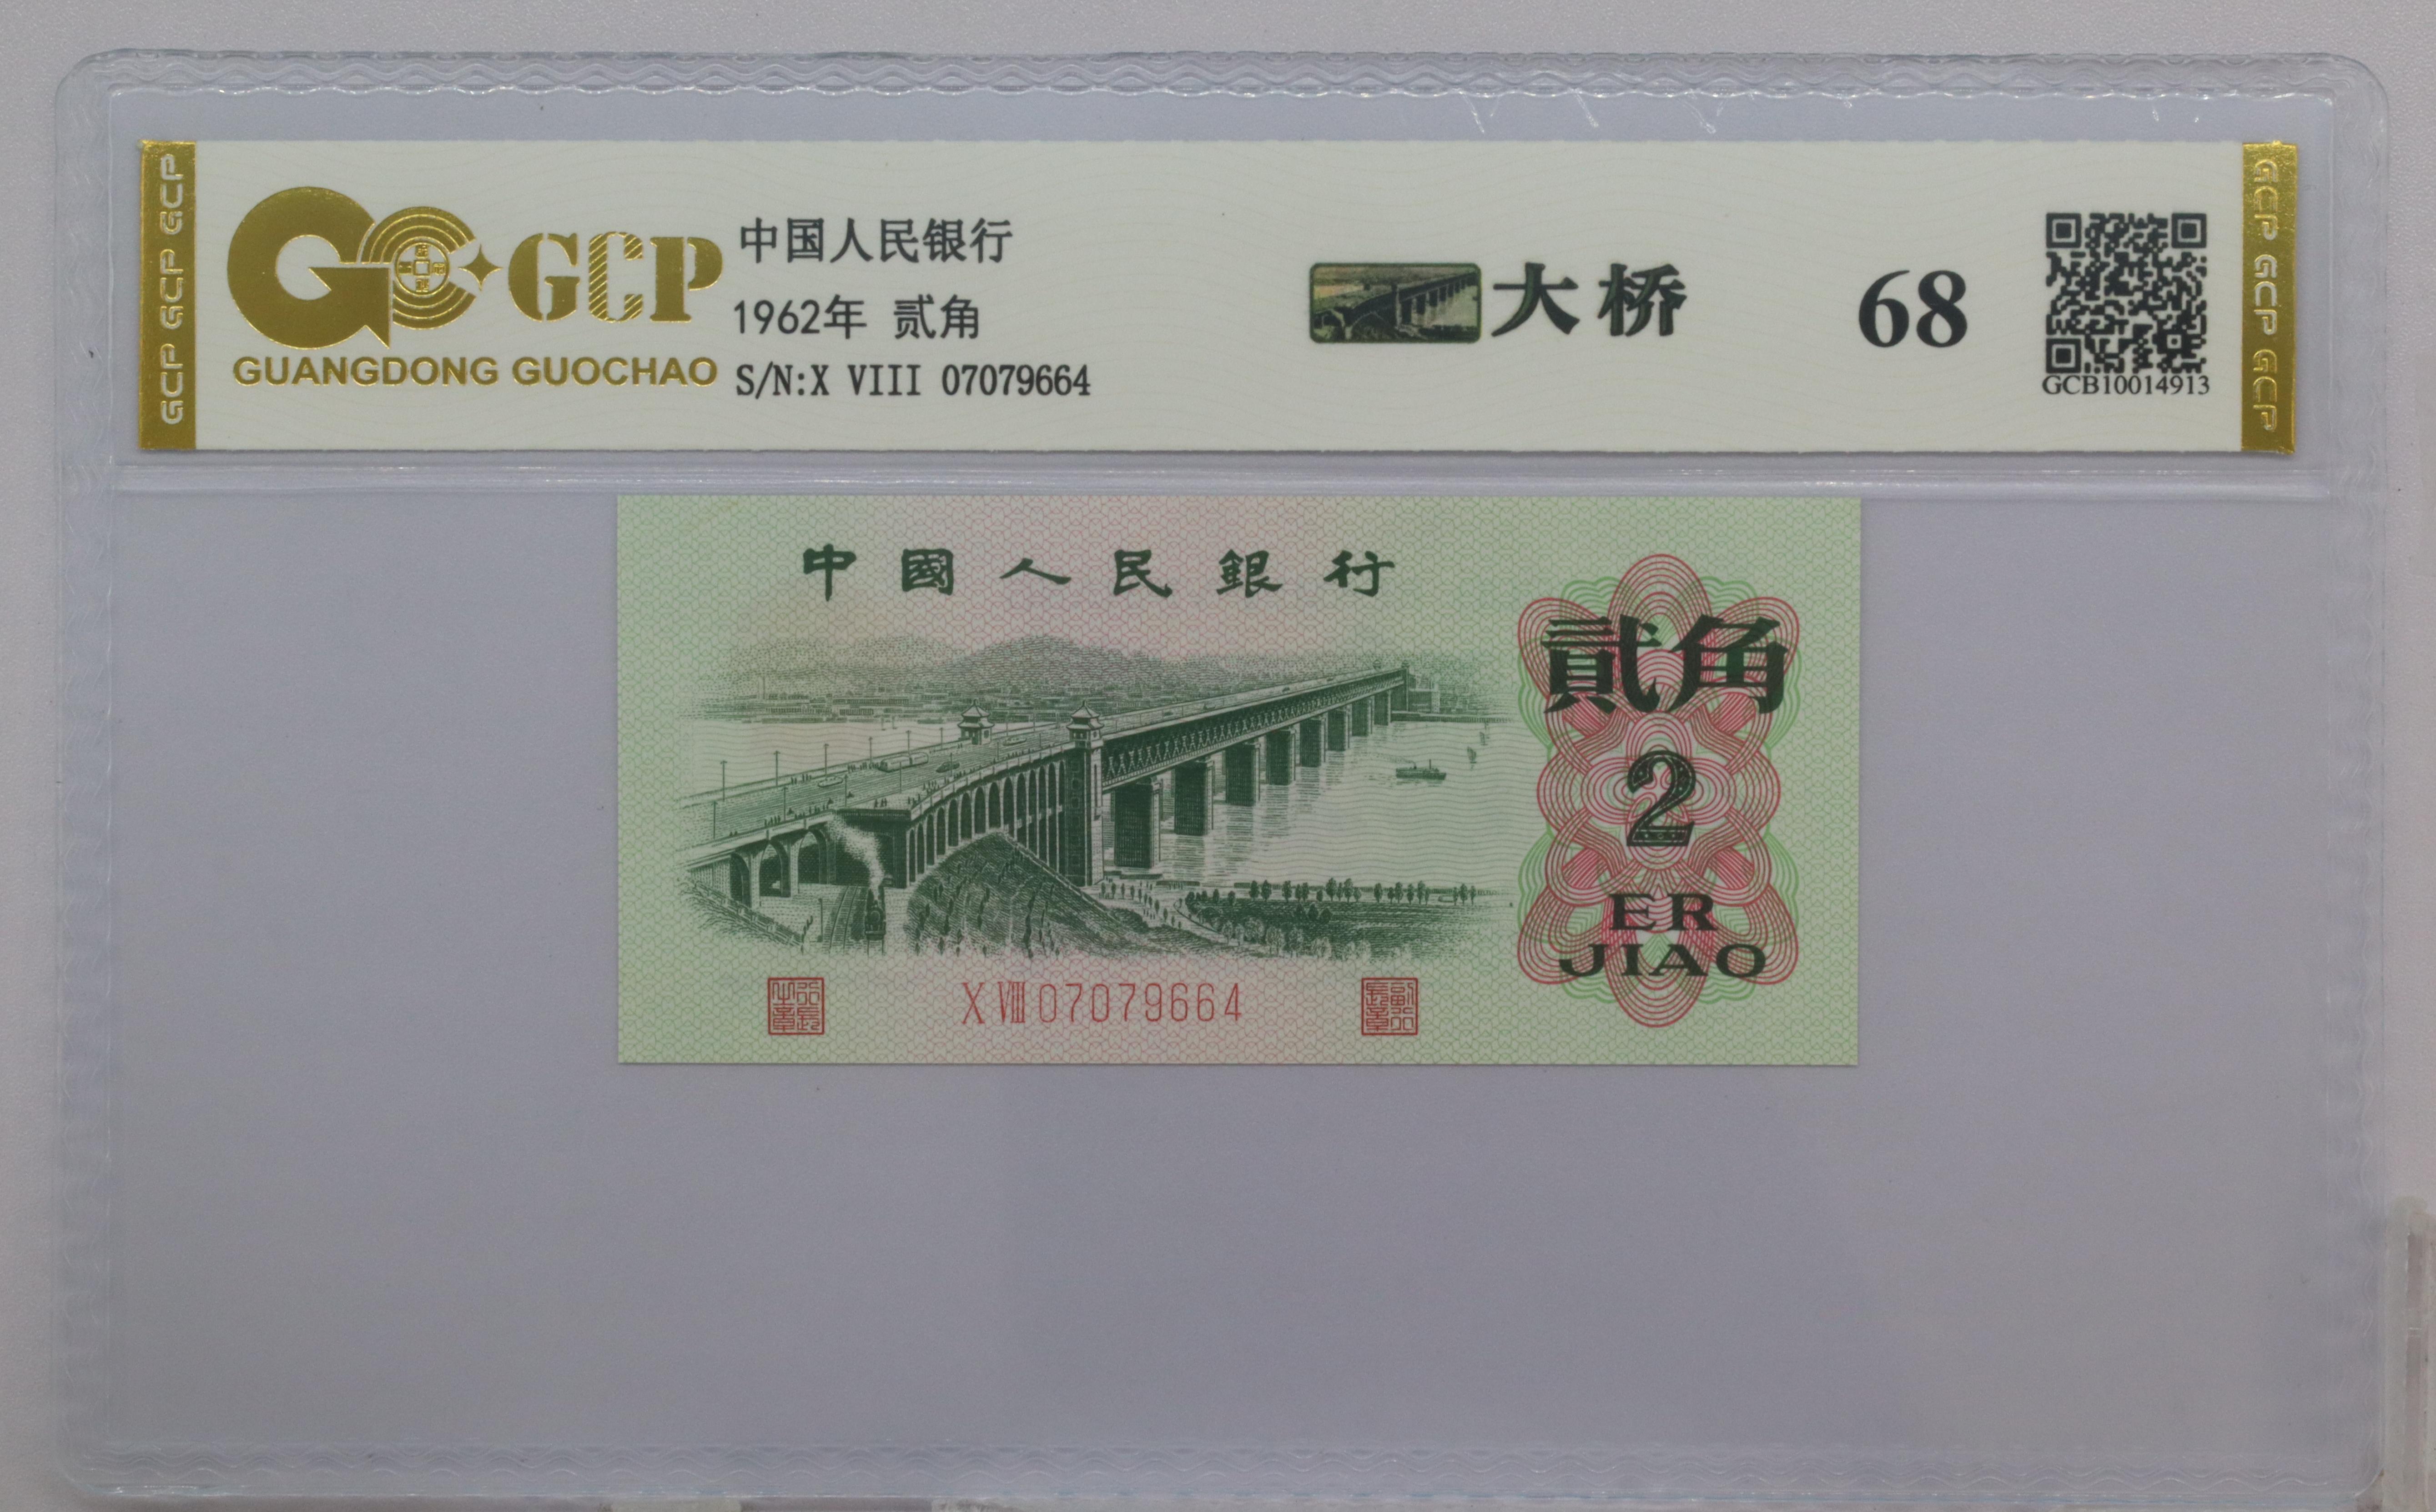 GCP GCP GCP
GCP
GUANGDONG GUOCHAO
中国人民银行
1962年 贰角
S/N:X VIII 07079664
大桥
68
GCB10014913
GCP GCP GCP
中國人民銀行
貳角
2
ER
JIAO
X VIII 07079664